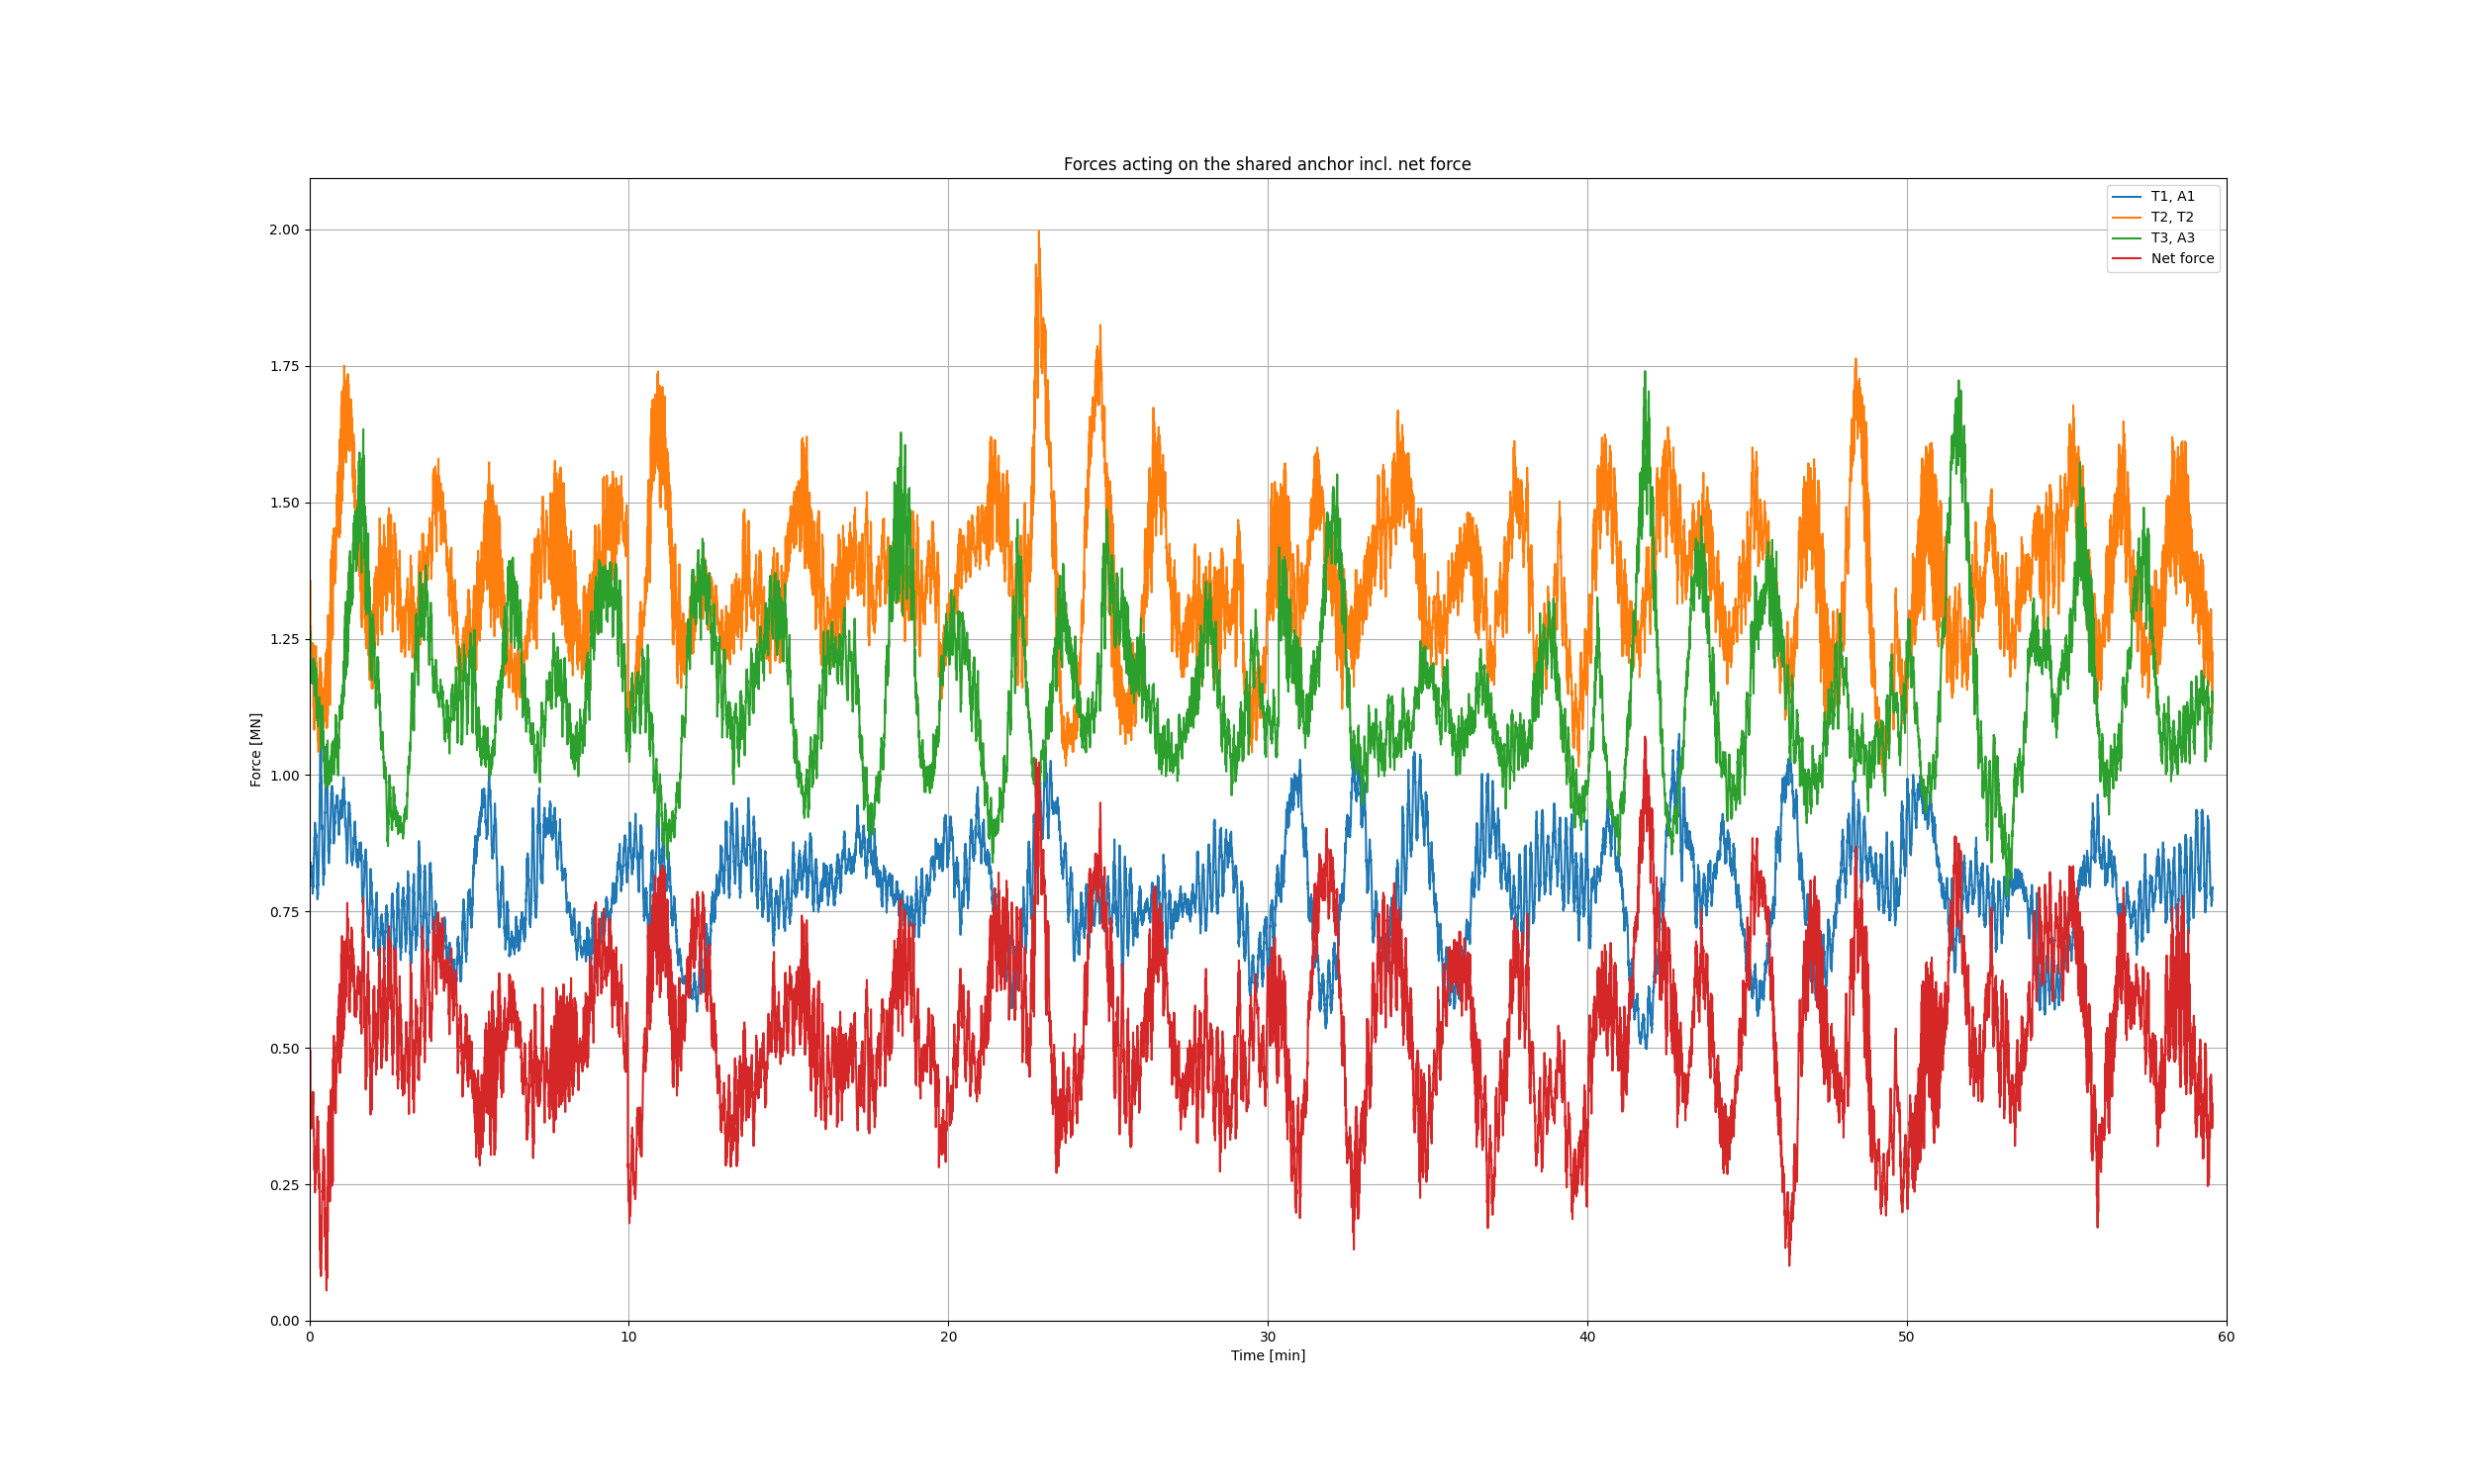 Forces acting on the shared anchor incl. net force
T1, A1
T2, T2
T3, A3
Net force
Force [MN]
2.00
1.75
1.50
1.25
1.00
0.75
0.50
0.25
0.00
0
10
20
30
40
50
60
Time [min]